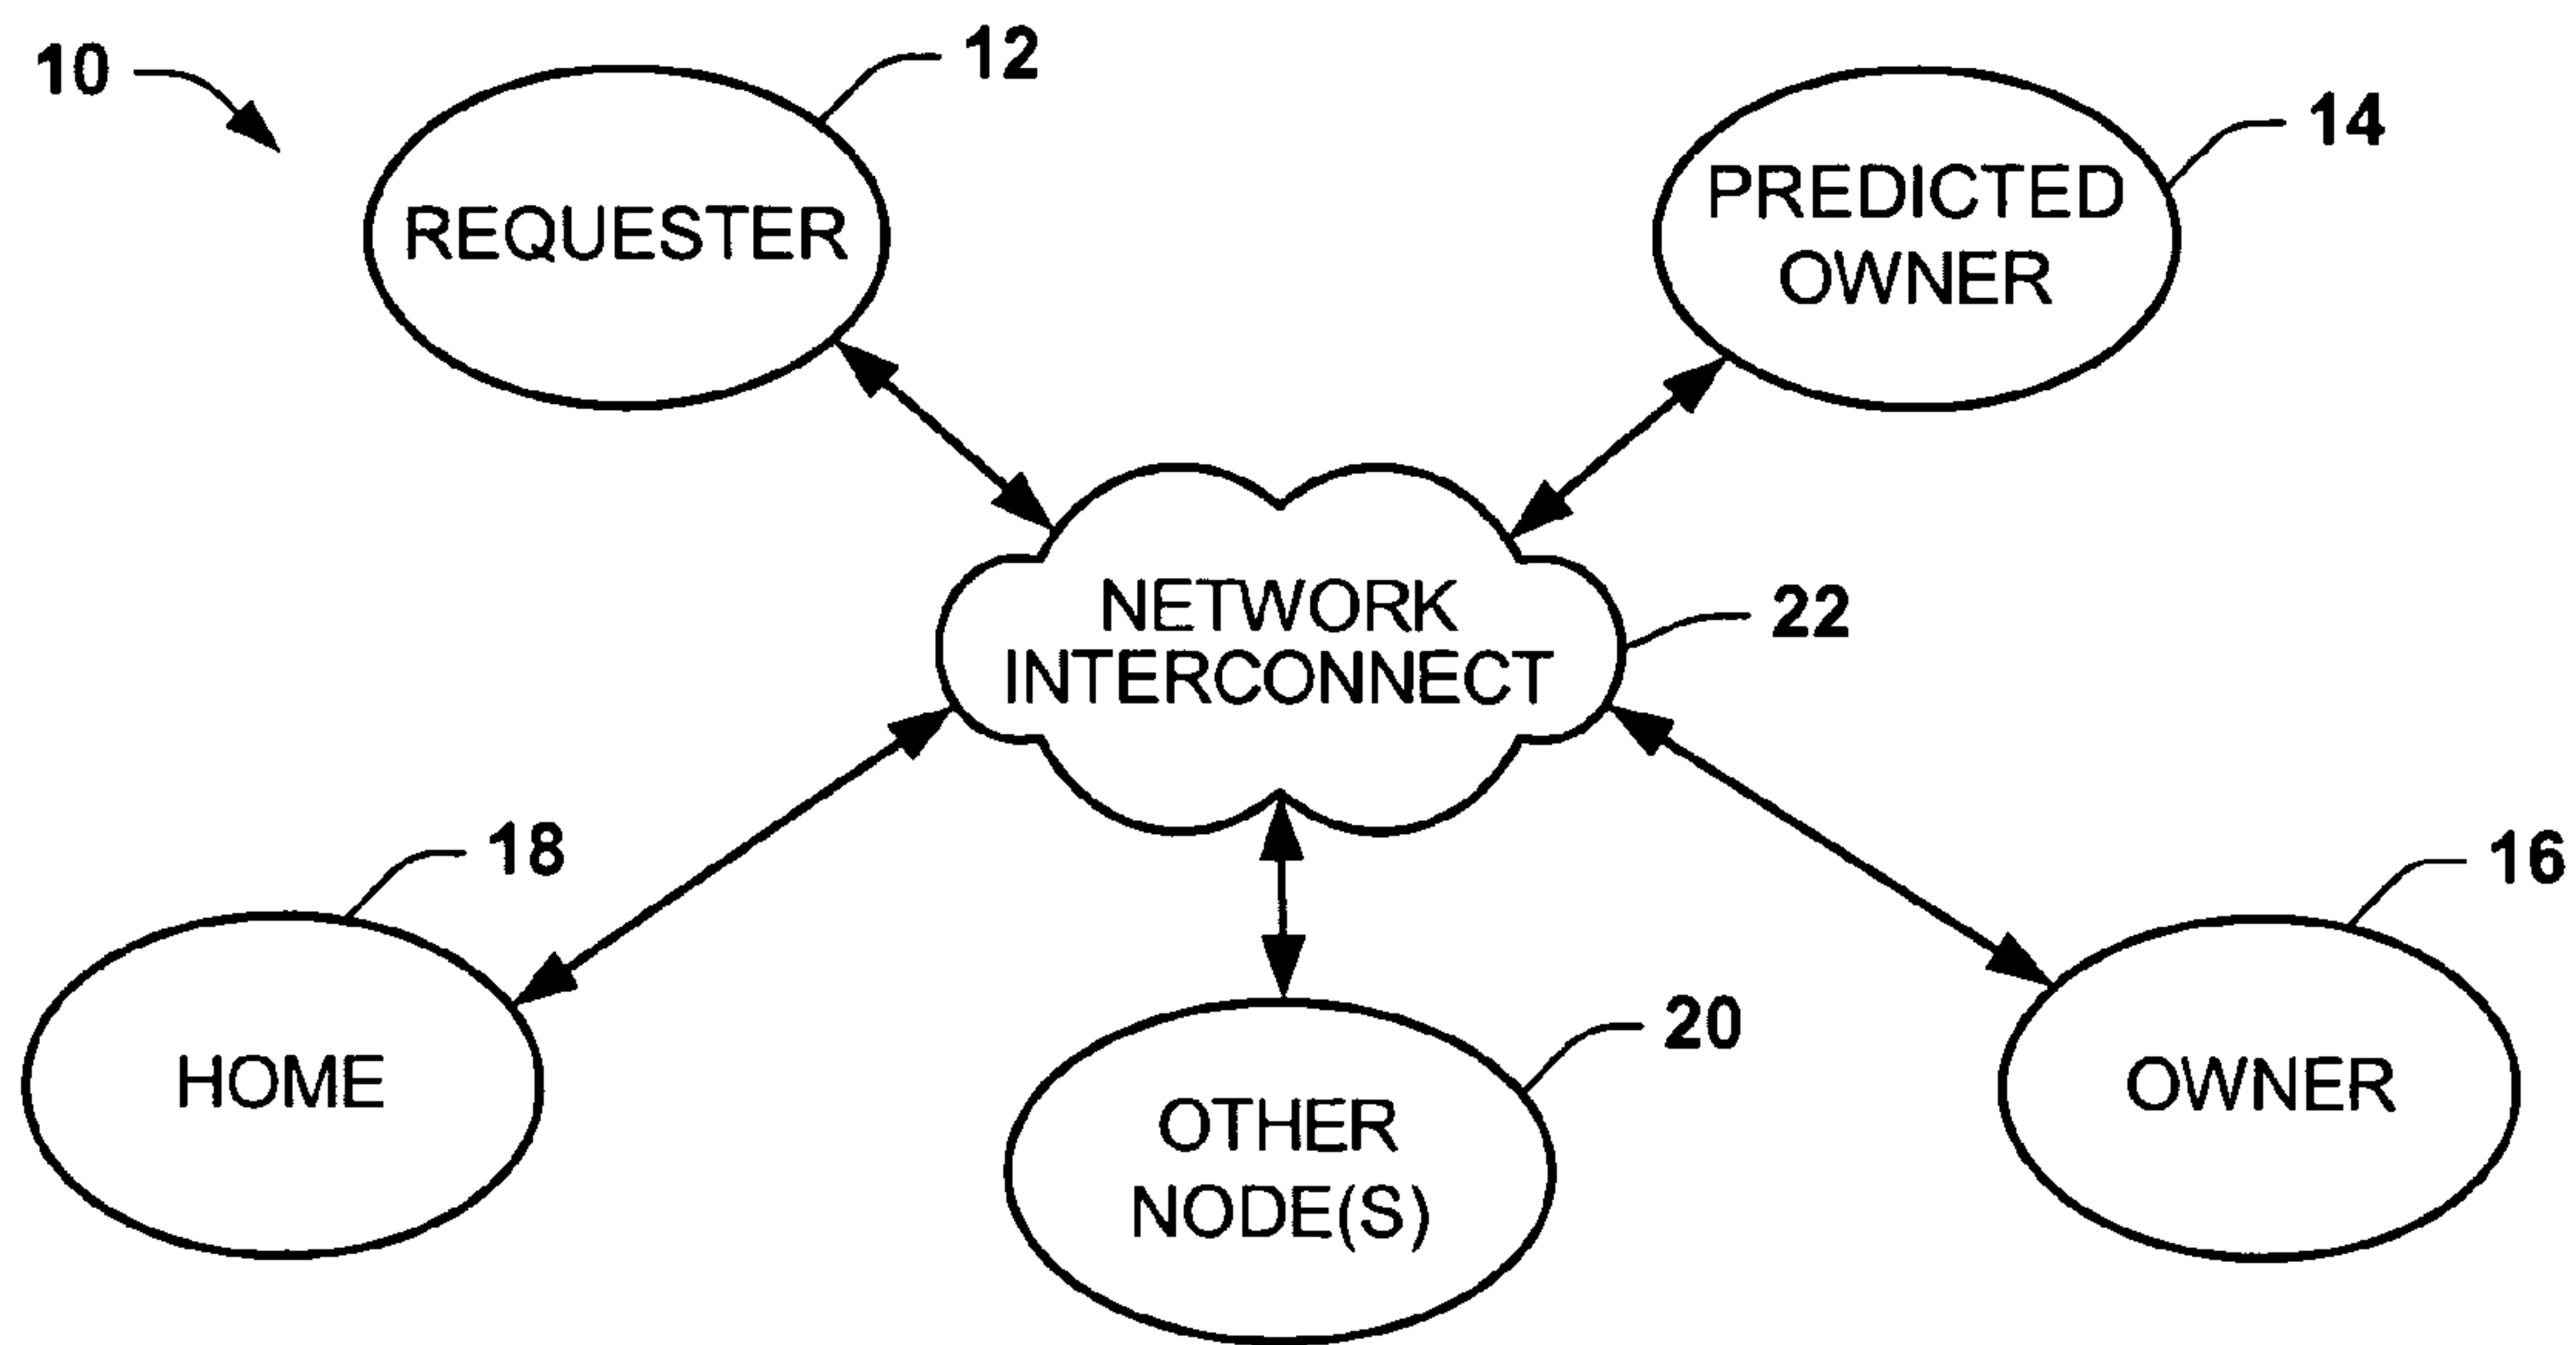 10
12
REQUESTER
14
PREDICTED
OWNER
NETWORK
INTERCONNECT
22
18
HOME
20
OTHER
NODE(S)
16
OWNER